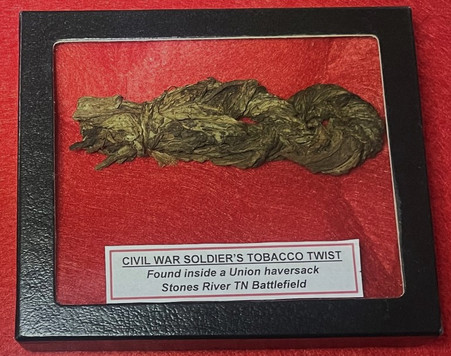 CIVIL WAR SOLDIER'S TOBACCO TWIST
Found inside a Union haversack
Stones River TN Battlefield